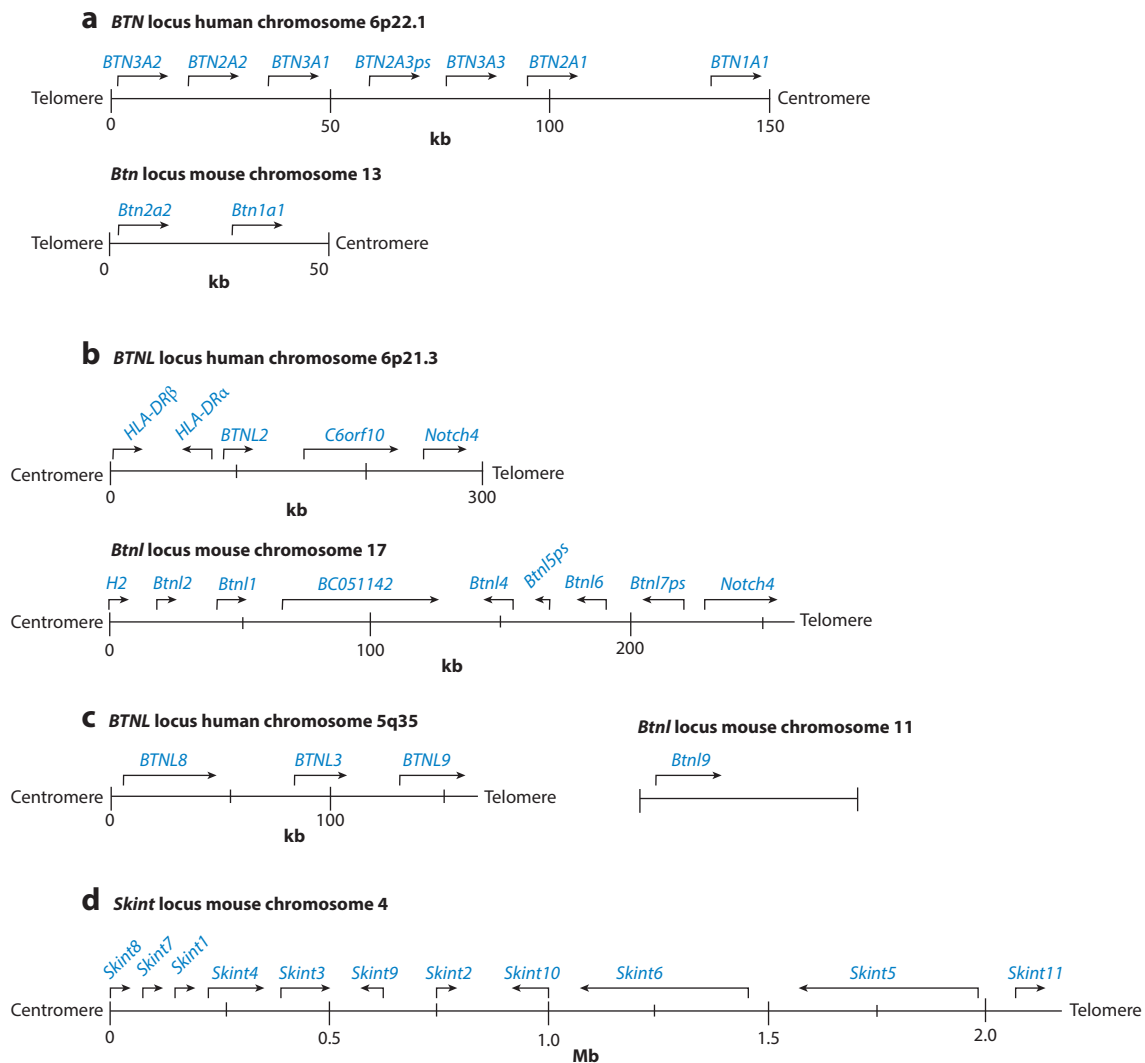 a BTN locus human chromosome 6p22.1
BTN3A2 BTN2A2 BTN3A1 BTN2A3ps BTN3A3 BTN2A1 BTN1A1
Telomere Centromere
0 50 100 150
kb
Btn locus mouse chromosome 13
Btn2a2 Btn1a1
Telomere Centromere
0 50
kb
b BTNL locus human chromosome 6p21.3
HLA-DRβ HLA-DRα BTNL2 C6orf10 Notch4
Centromere Telomere
0 300
kb
Btnl locus mouse chromosome 17
H2 Btnl2 Btnl1 BC051142 Btnl4 Btnl5ps Btnl6 Btnl7ps Notch4
Centromere Telomere
0 100 200
kb
c BTNL locus human chromosome 5q35
BTNL8 BTNL3 BTNL9
Centromere Telomere
0 100
kb
Btnl locus mouse chromosome 11
Btnl9
d Skint locus mouse chromosome 4
Skint8 Skint7 Skint1 Skint4 Skint3 Skint9 Skint2 Skint10 Skint6 Skint5 Skint11
Centromere Telomere
0 0.5 1.0 1.5 2.0
Mb